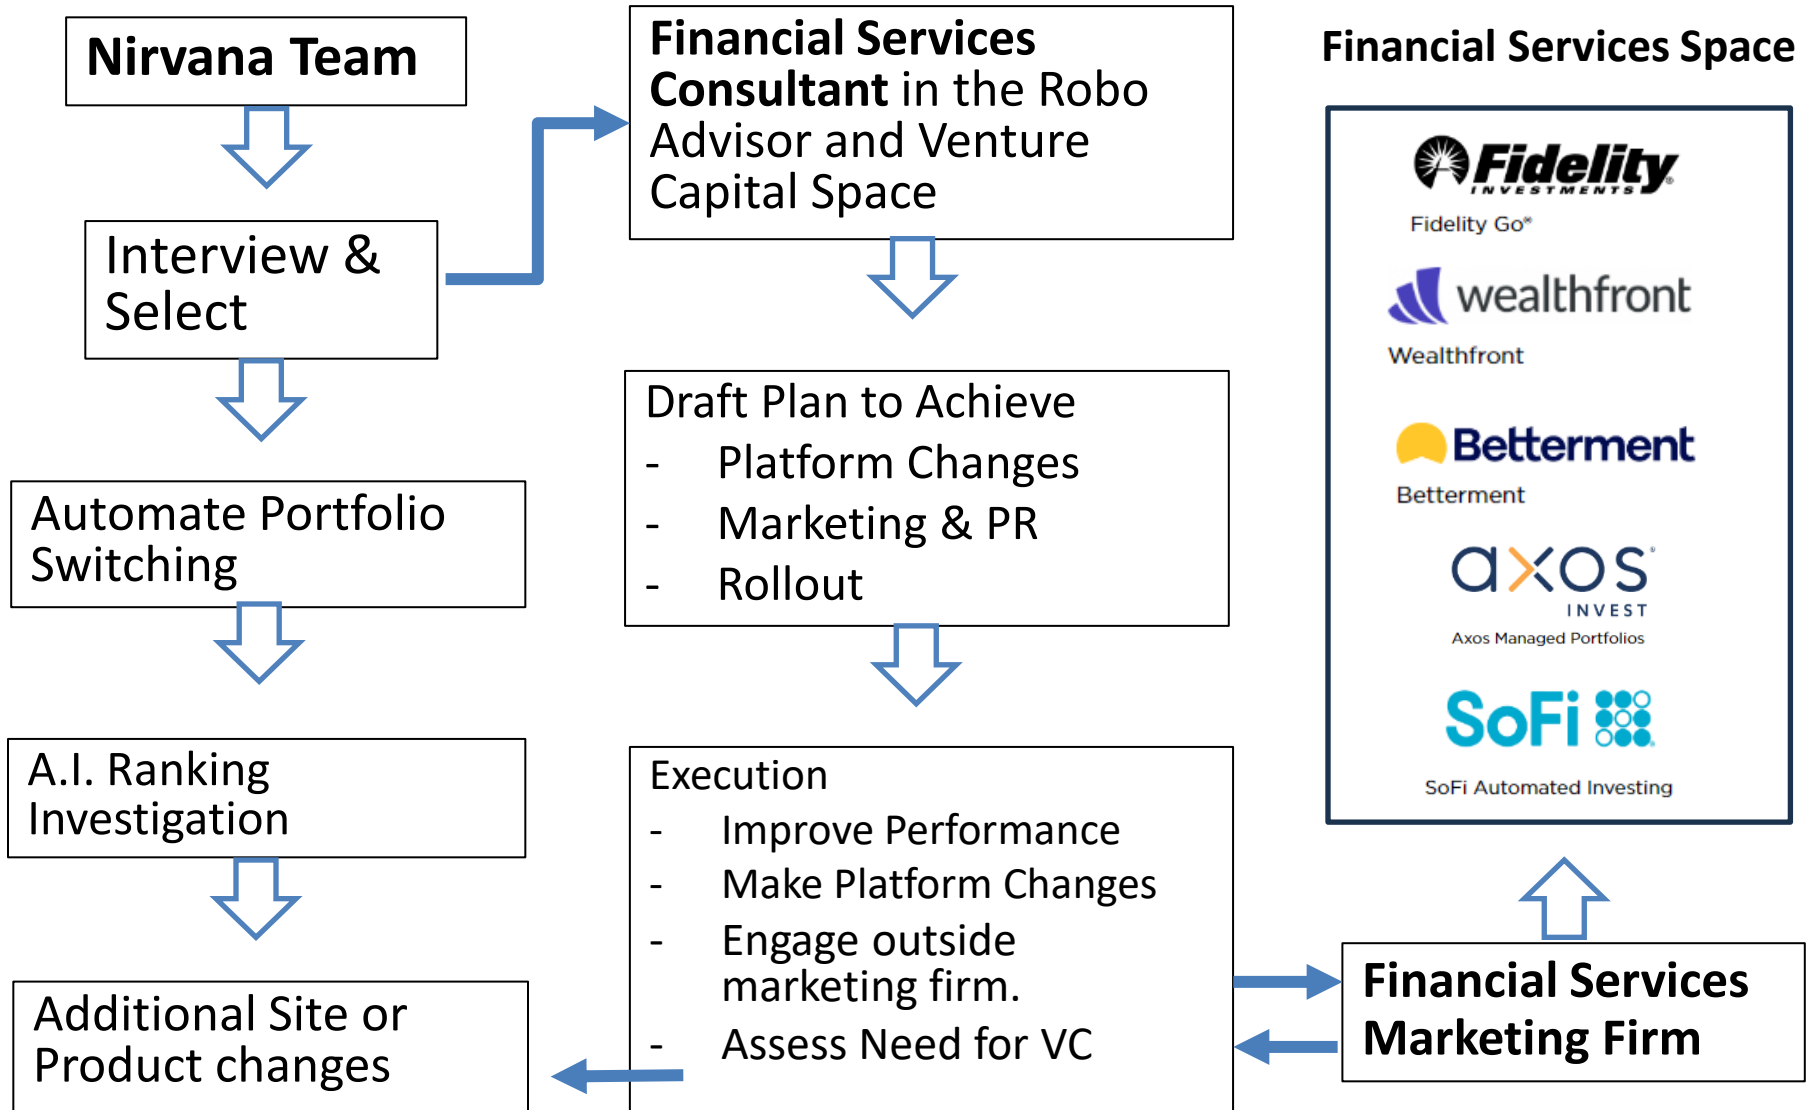 Nirvana Team
Interview &
Select
Automate Portfolio
Switching
A.I. Ranking
Investigation
Additional Site or
Product changes
Financial Services
Consultant in the Robo
Advisor and Venture
Capital Space
Draft Plan to Achieve
- Platform Changes
- Marketing & PR
- Rollout
Execution
- Improve Performance
- Make Platform Changes
- Engage outside
marketing firm.
- Assess Need for VC
Financial Services Space
Fidelity
INVESTMENTS®
Fidelity Go®
wealthfront
Wealthfront
Betterment
Betterment
axos®
INVEST
Axos Managed Portfolios
SoFi
SoFi Automated Investing
Financial Services
Marketing Firm